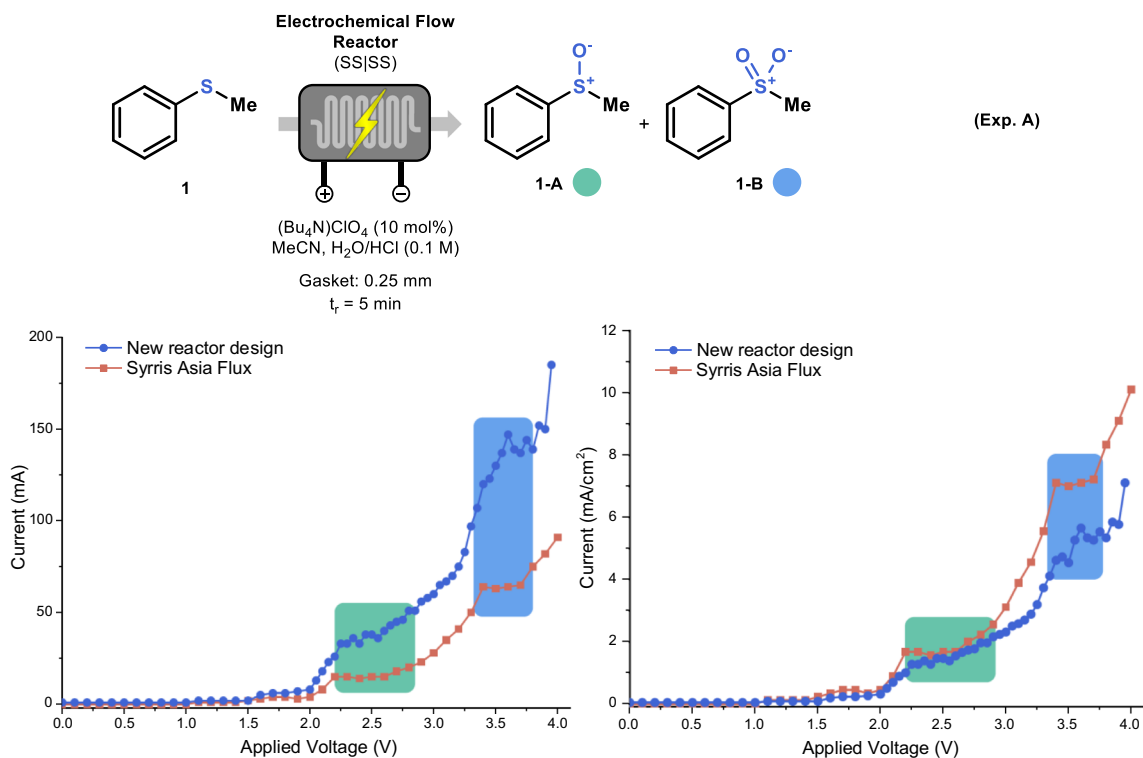 Electrochemical Flow
Reactor
(SS|SS)
S
Me
1
O-
S+
Me
1-A
+
O
O-
S+
Me
1-B
(Exp. A)
+
−
(Bu₄N)ClO₄ (10 mol%)
MeCN, H₂O/HCl (0.1 M)
Gasket: 0.25 mm
tᵣ = 5 min
New reactor design
Syrris Asia Flux
200
150
100
50
0
Current (mA)
0.0 0.5 1.0 1.5 2.0 2.5 3.0 3.5 4.0
Applied Voltage (V)
New reactor design
Syrris Asia Flux
12
10
8
6
4
2
0
Current (mA/cm²)
0.0 0.5 1.0 1.5 2.0 2.5 3.0 3.5 4.0
Applied Voltage (V)